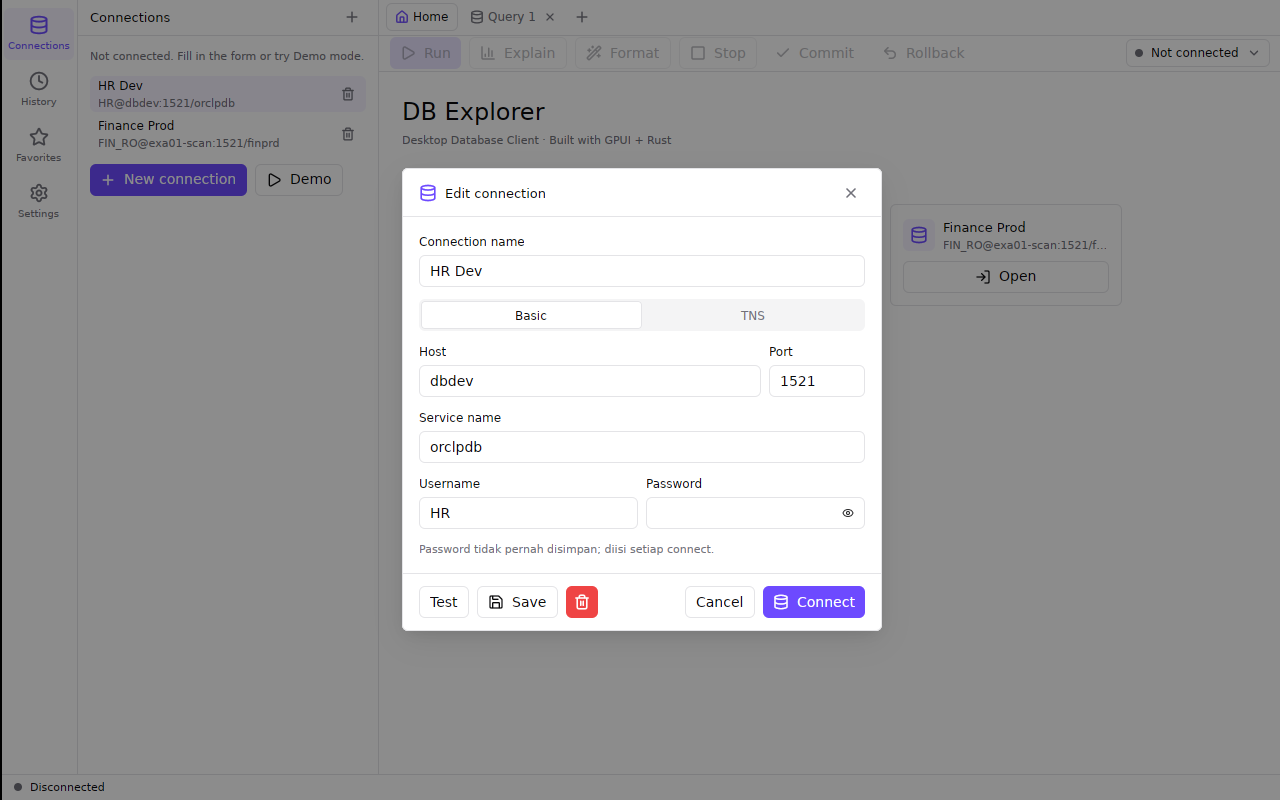 Connections
History
Favorites
Settings
Connections
Not connected. Fill in the form or try Demo mode.
HR Dev
HR@dbdev:1521/orclpdb
Finance Prod
FIN_RO@exa01-scan:1521/finprd
New connection
Demo
Home
Query 1
Run
Explain
Format
Stop
Commit
Rollback
Not connected
DB Explorer
Desktop Database Client · Built with GPUI + Rust
Finance Prod
FIN_RO@exa01-scan:1521/f...
Open
Edit connection
Connection name
HR Dev
Basic
TNS
Host
Port
dbdev
1521
Service name
orclpdb
Username
Password
HR
Password tidak pernah disimpan; diisi setiap connect.
Test
Save
Cancel
Connect
Disconnected